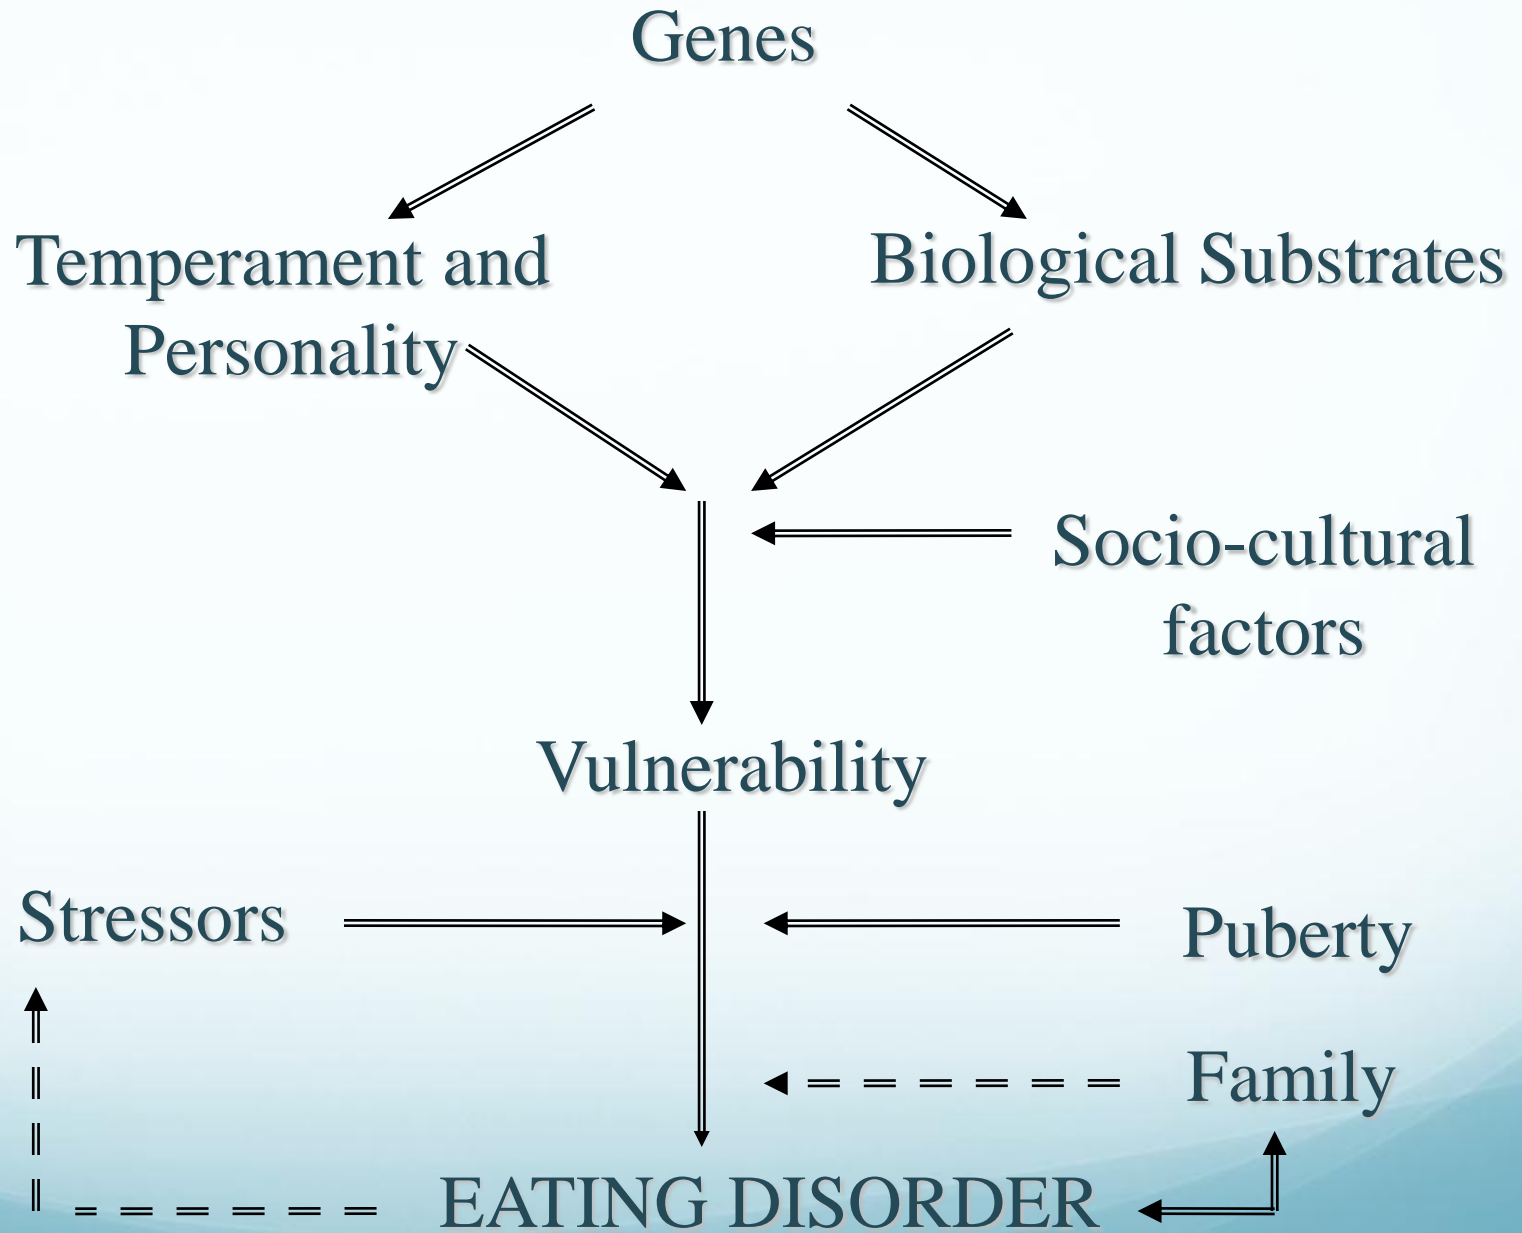 Genes
Temperament and
Personality
Biological Substrates
Socio-cultural
factors
Vulnerability
Stressors
Puberty
Family
EATING DISORDER